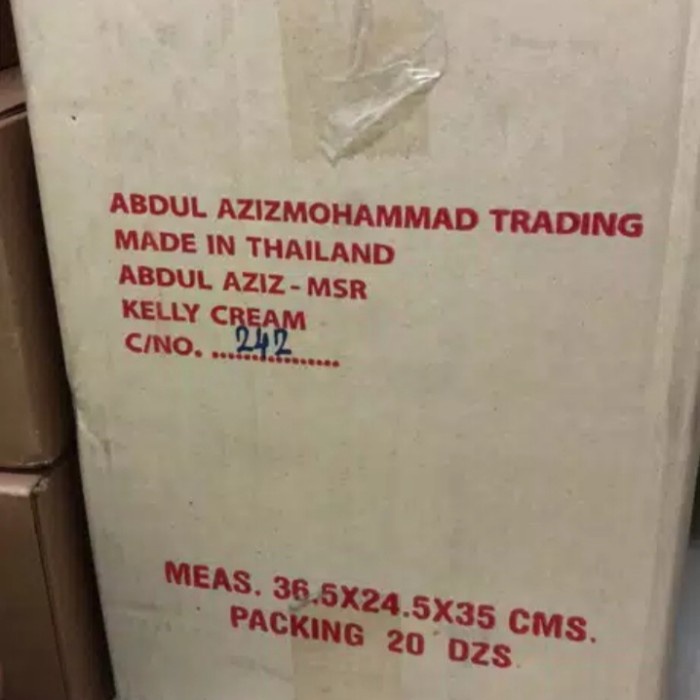 ABDUL AZIZMOHAMMAD TRADING
MADE IN THAILAND
ABDUL AZIZ - MSR
KELLY CREAM
C/NO. ...242......
MEAS. 36.5X24.5X35 CMS.
PACKING 20 DZS